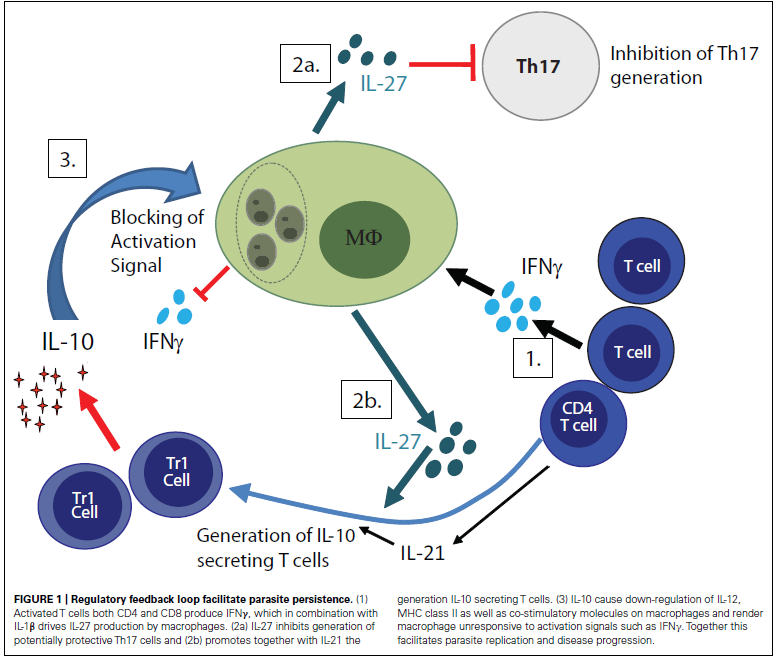 2a.
IL-27
Th17
Inhibition of Th17
generation
3.
Blocking of
Activation
Signal
MΦ
IFNγ
T cell
IL-10
IFNγ
1.
T cell
2b.
CD4
T cell
IL-27
Tr1
Cell
Tr1
Cell
Generation of IL-10
secreting T cells
IL-21
FIGURE 1 | Regulatory feedback loop facilitate parasite persistence. (1)
Activated T cells both CD4 and CD8 produce IFNγ, which in combination with
IL-1β drives IL-27 production by macrophages. (2a) IL-27 inhibits generation of
potentially protective Th17 cells and (2b) promotes together with IL-21 the
generation IL-10 secreting T cells. (3) IL-10 cause down-regulation of IL-12,
MHC class II as well as co-stimulatory molecules on macrophages and render
macrophage unresponsive to activation signals such as IFNγ. Together this
facilitates parasite replication and disease progression.